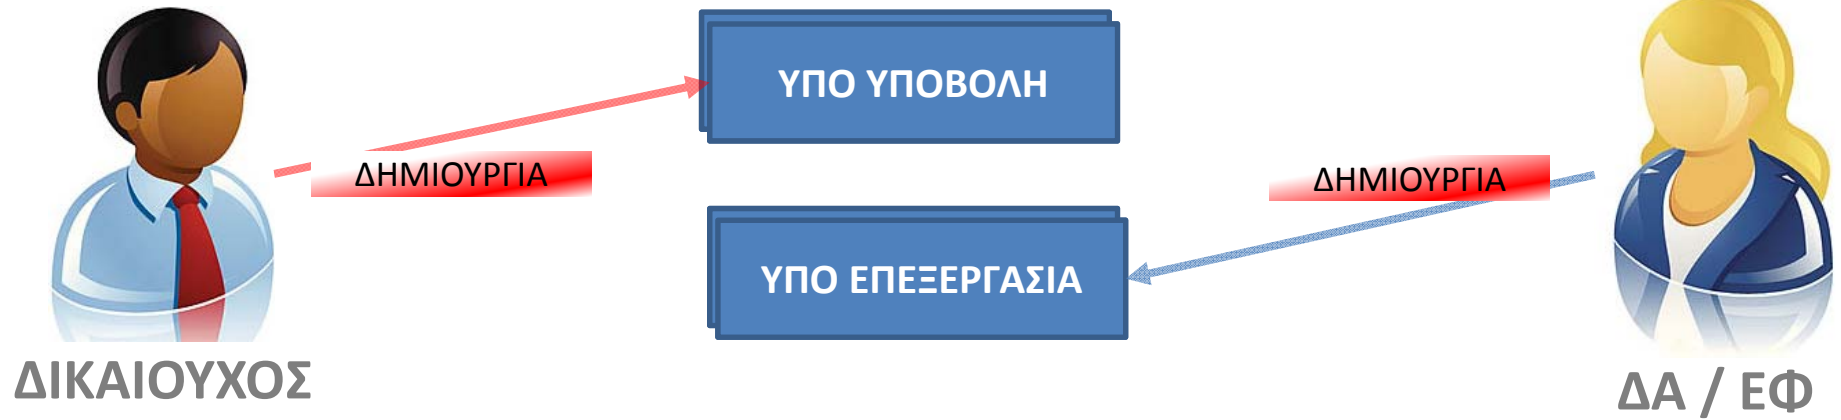 ΥΠΟ ΥΠΟΒΟΛΗ
ΔΗΜΙΟΥΡΓΙΑ
ΔΗΜΙΟΥΡΓΙΑ
ΥΠΟ ΕΠΕΞΕΡΓΑΣΙΑ
ΔΙΚΑΙΟΥΧΟΣ
ΔΑ / ΕΦ